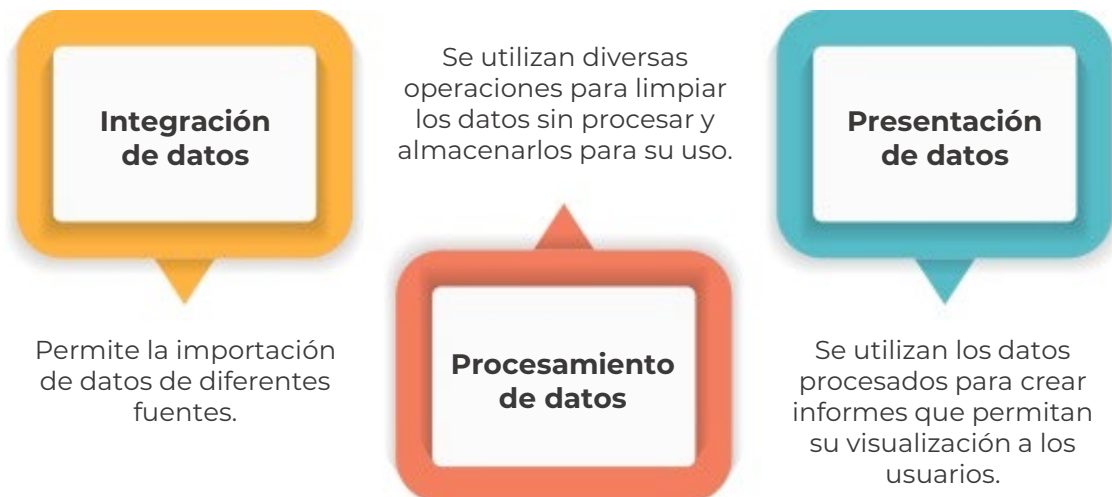 Integración
de datos
Permite la importación
de datos de diferentes
fuentes.
Se utilizan diversas
operaciones para limpiar
los datos sin procesar y
almacenarlos para su uso.
Procesamiento
de datos
Presentación
de datos
Se utilizan los datos
procesados para crear
informes que permitan
su visualización a los
usuarios.